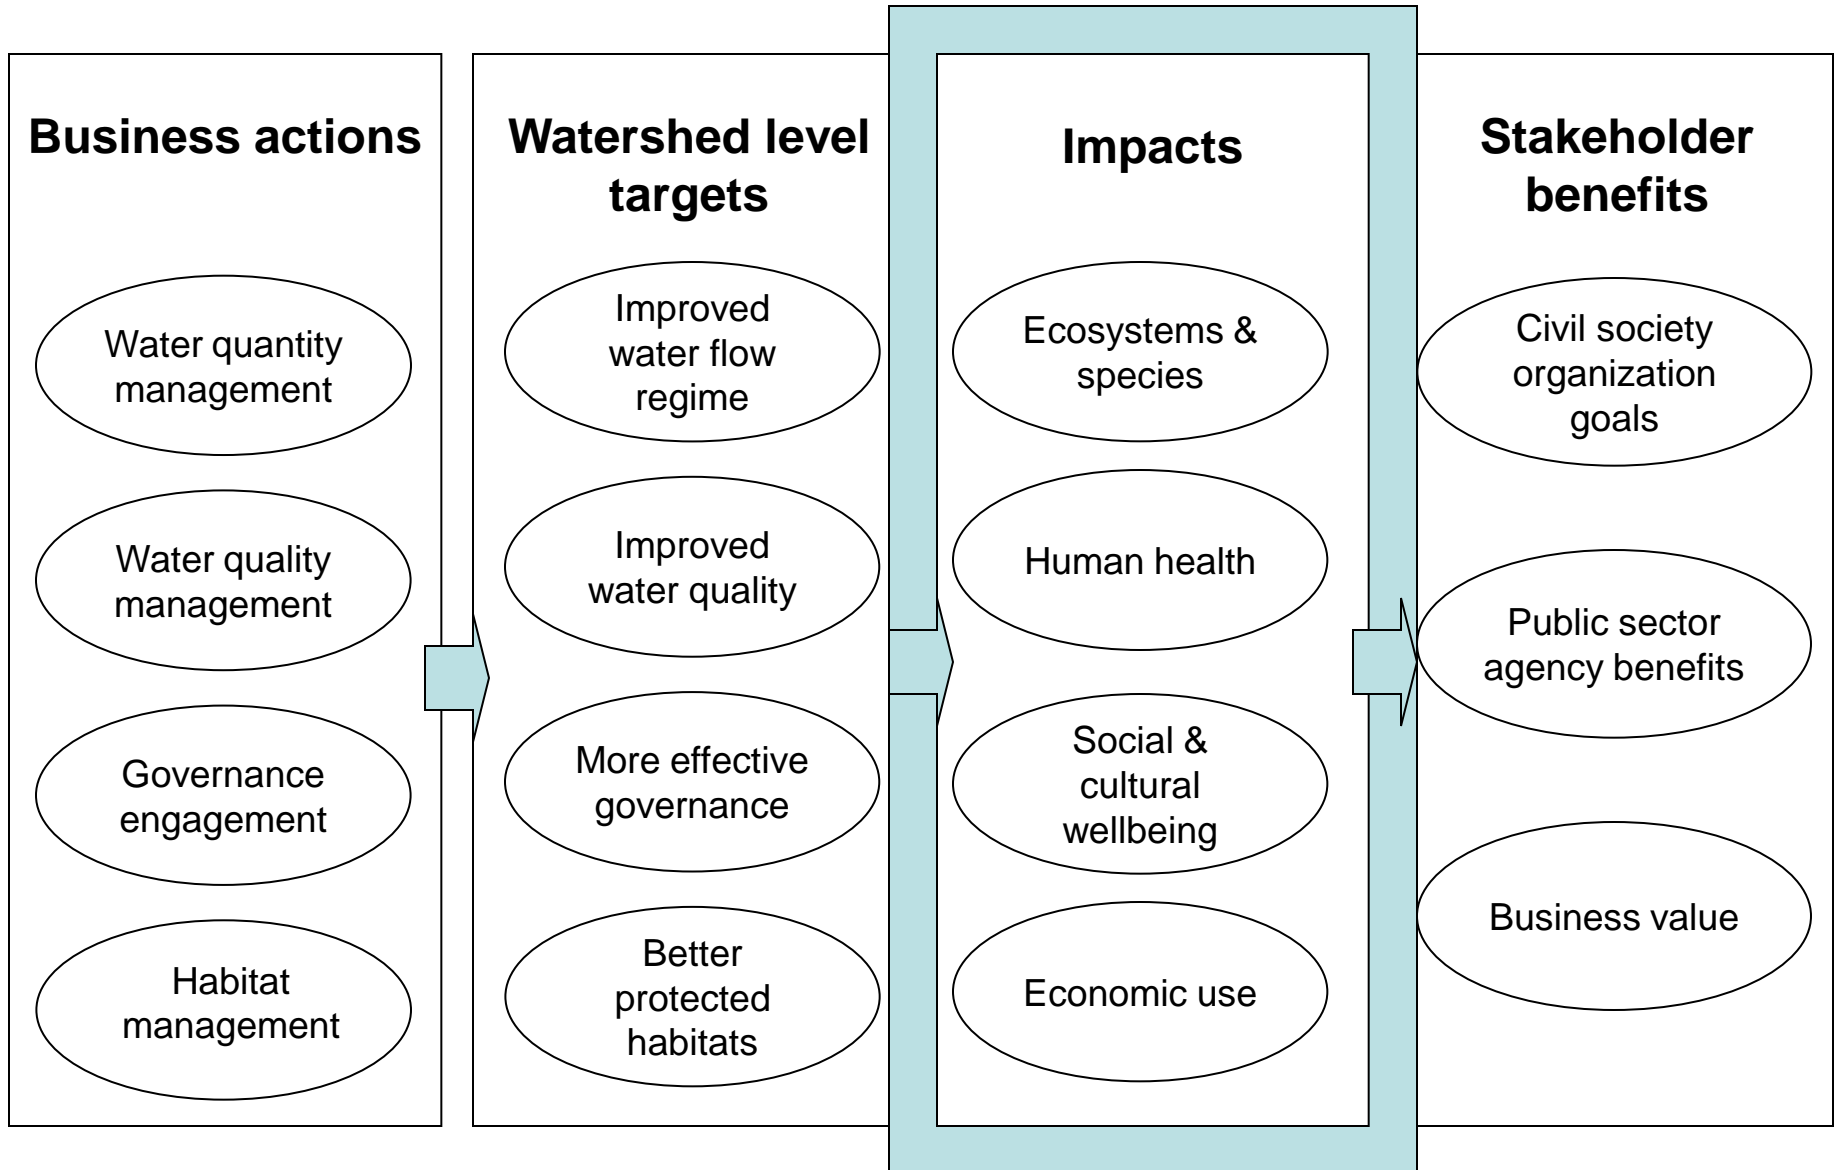 Business actions
Water quantity
management
Water quality
management
Governance
engagement
Habitat
management
Watershed level
targets
Improved
water flow
regime
Improved
water quality
More effective
governance
Better
protected
habitats
Impacts
Ecosystems &
species
Human health
Social &
cultural
wellbeing
Economic use
Stakeholder
benefits
Civil society
organization
goals
Public sector
agency benefits
Business value